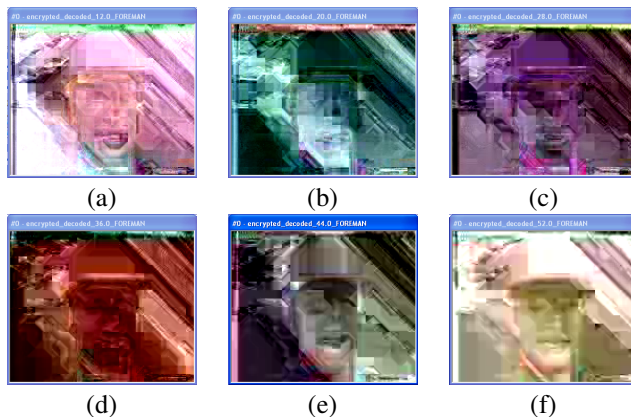 #0 - encrypted_decoded_12.0_FOREMAN
#0 - encrypted_decoded_20.0_FOREMAN
#0 - encrypted_decoded_28.0_FOREMAN
(a)
(b)
(c)
#0 - encrypted_decoded_36.0_FOREMAN
#0 - encrypted_decoded_44.0_FOREMAN
#0 - encrypted_decoded_52.0_FOREMAN
(d)
(e)
(f)